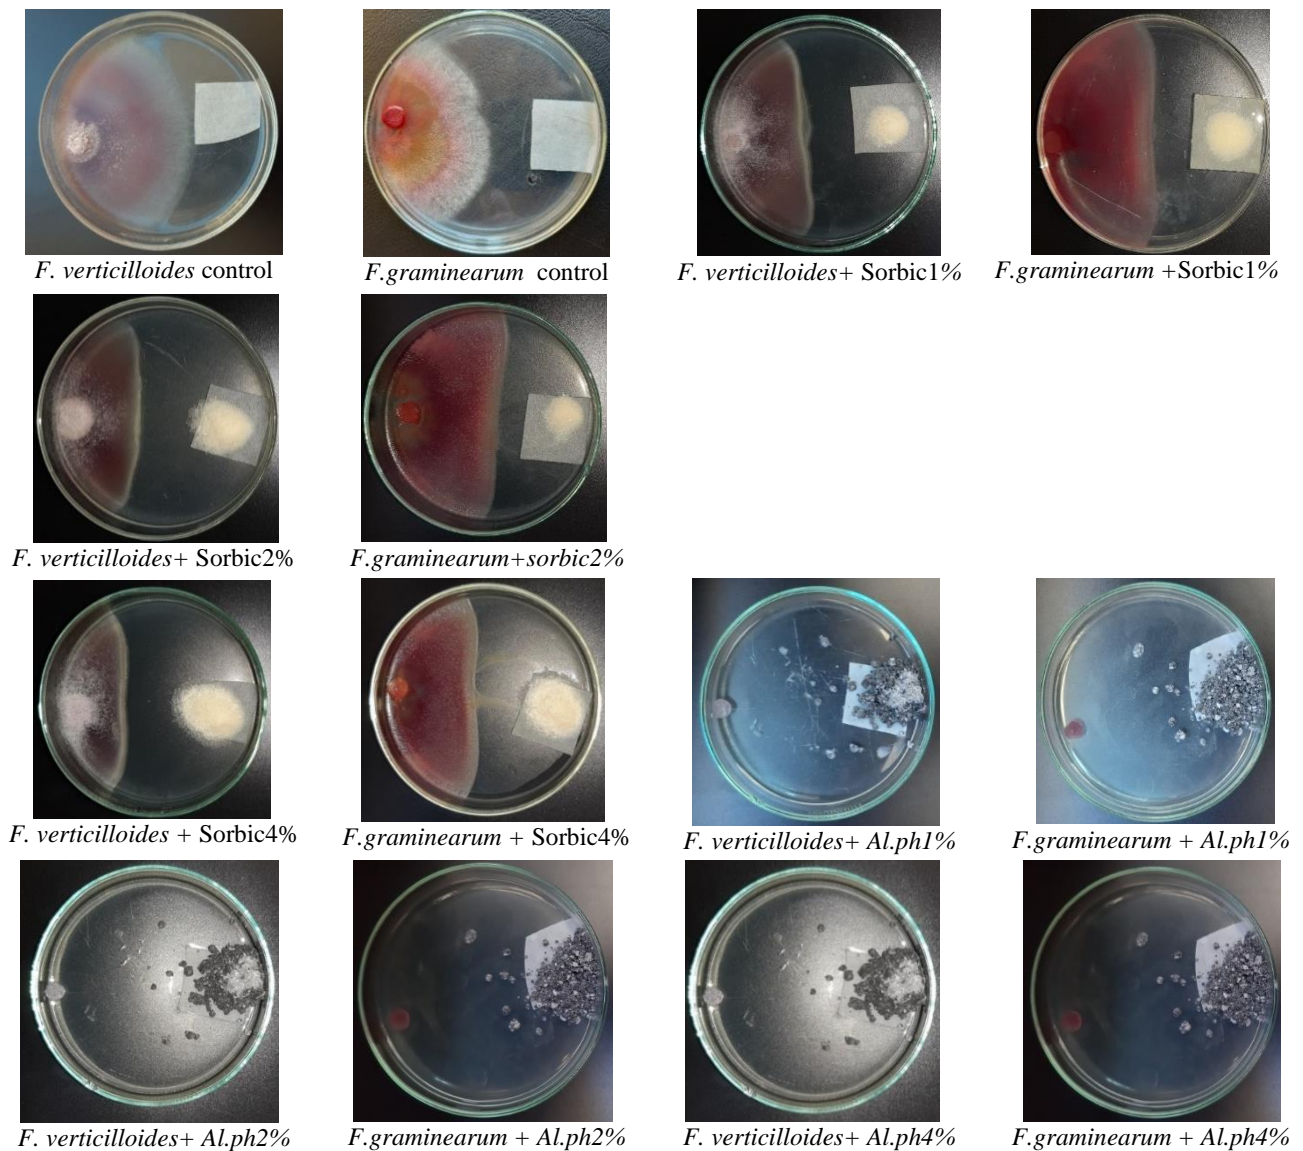 F. verticilloides control
F.graminearum control
F. verticilloides+ Sorbic1%
F.graminearum +Sorbic1%
F. verticilloides+ Sorbic2%
F.graminearum+sorbic2%
F. verticilloides + Sorbic4%
F.graminearum + Sorbic4%
F. verticilloides+ Al.ph1%
F.graminearum + Al.ph1%
F. verticilloides+ Al.ph2%
F.graminearum + Al.ph2%
F. verticilloides+ Al.ph4%
F.graminearum + Al.ph4%